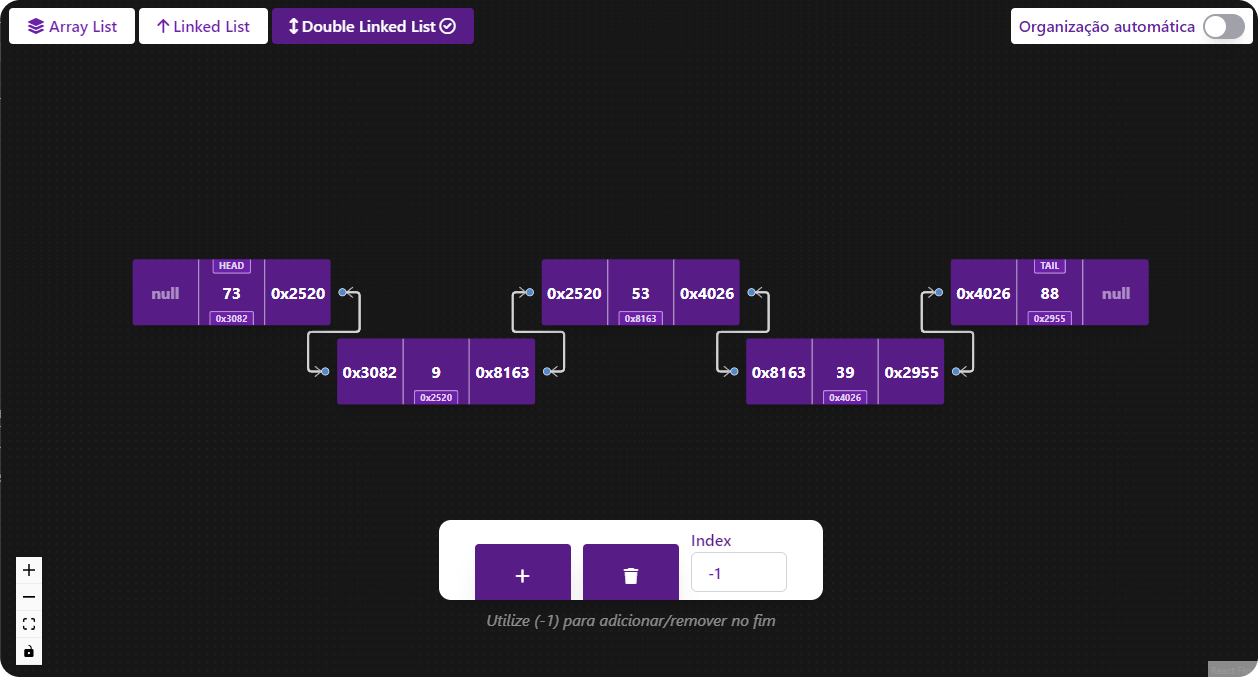 Array List
Linked List
Double Linked List
Organização automática
HEAD
null 73 0x2520
0x3082
0x2520 53 0x4026
0x8163
TAIL
0x4026 88 null
0x2955
0x3082 9 0x8163
0x2520
0x8163 39 0x2955
0x4026
Index
-1
Utilize (-1) para adicionar/remover no fim